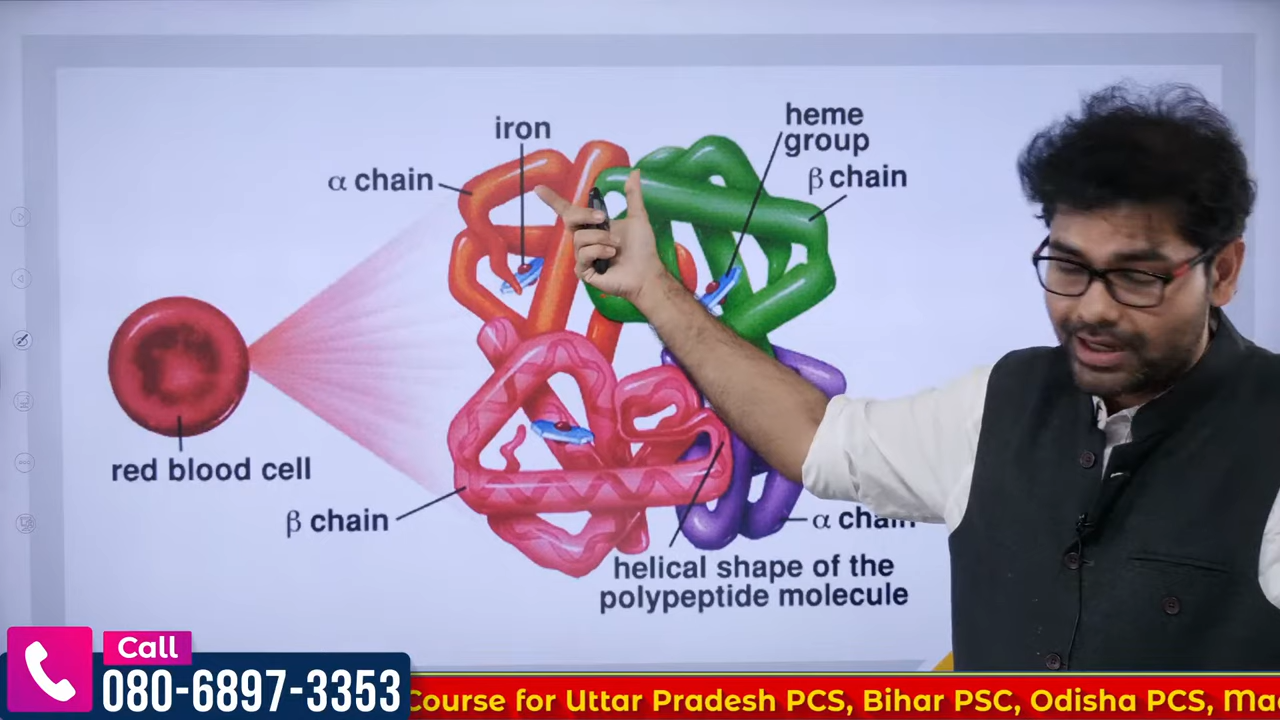 iron
heme
group
α chain
β chain
red blood cell
β chain
α chain
helical shape of the
polypeptide molecule
Call
080-6897-3353
Course for Uttar Pradesh PCS, Bihar PSC, Odisha PCS,